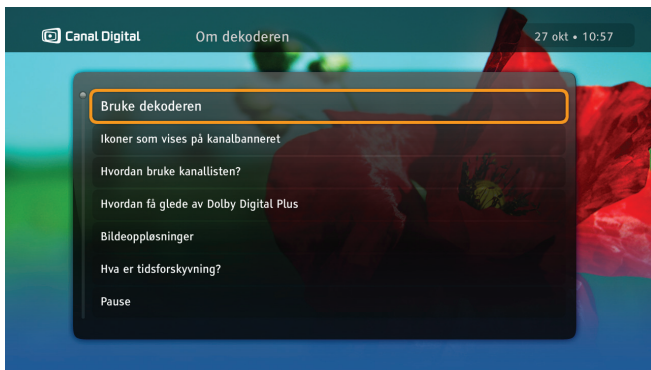 Canal Digital Om dekoderen 27 okt • 10:57
Bruke dekoderen
Ikoner som vises på kanalbanneret
Hvordan bruke kanallisten?
Hvordan få glede av Dolby Digital Plus
Bildeoppløsninger
Hva er tidsforskyvning?
Pause